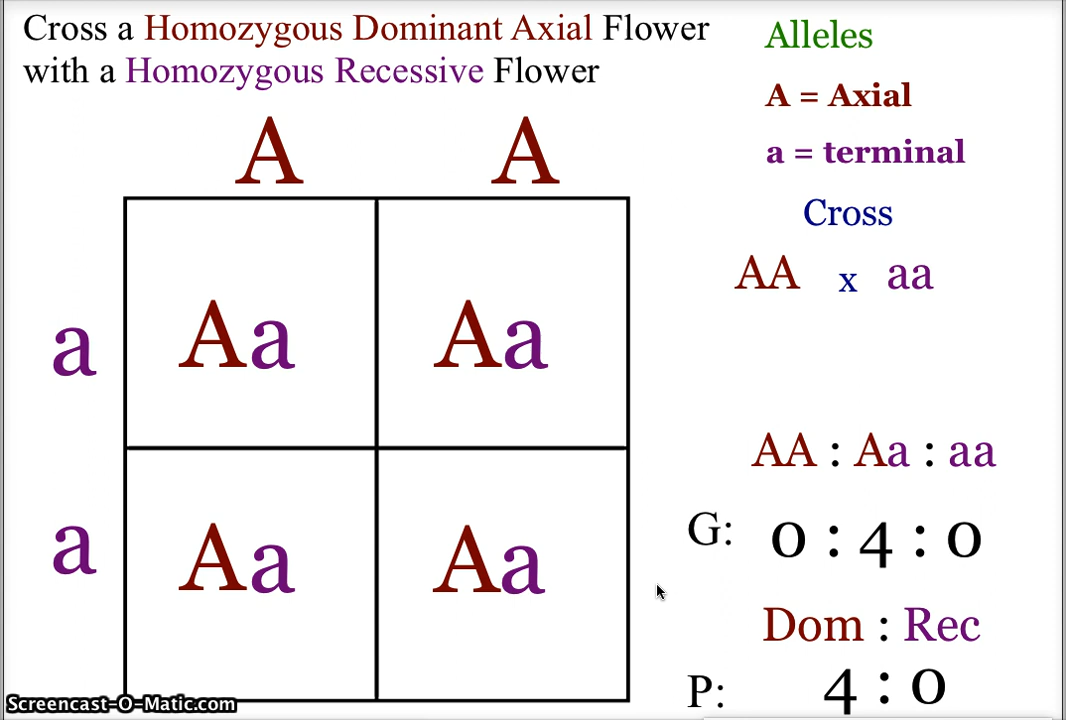 Cross a Homozygous Dominant Axial Flower
with a Homozygous Recessive Flower
Alleles
A = Axial
a = terminal
Cross
AA x aa
A A
a Aa Aa
a Aa Aa
AA : Aa : aa
G: 0 : 4 : 0
Dom : Rec
P: 4 : 0
Screencast-O-Matic.com